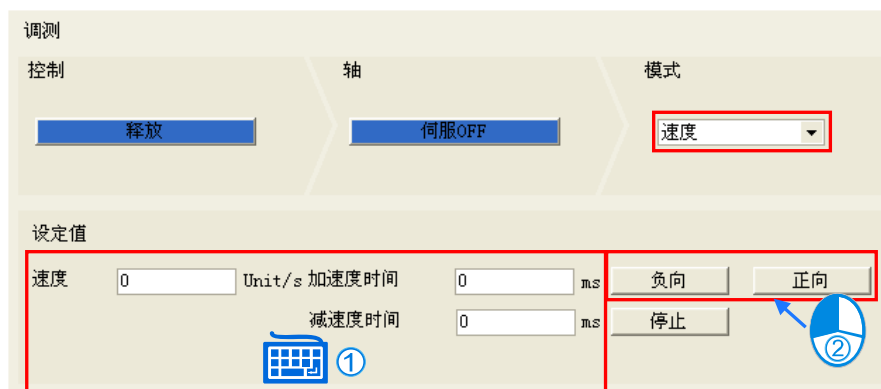 调测
控制 轴 模式
释放 伺服OFF 速度
设定值
速度 0 Unit/s 加速度时间 0 ms 负向 正向
减速度时间 0 ms 停止
① ②